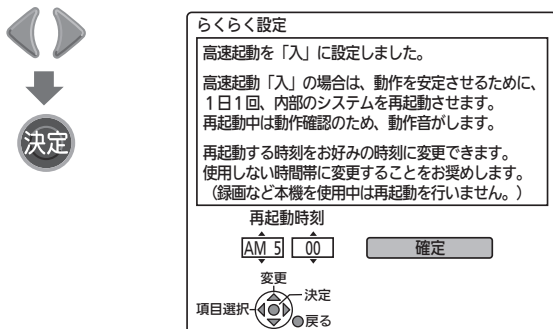 決定
らくらく設定
高速起動を「入」に設定しました。
高速起動「入」の場合は、動作を安定させるために、
１日１回、内部のシステムを再起動させます。
再起動中は動作確認のため、動作音がします。
再起動する時刻をお好みの時刻に変更できます。
使用しない時間帯に変更することをお奨めします。
（録画など本機を使用中は再起動を行いません。）
再起動時刻
AM 5 00 確定
変更
決定
項目選択
戻る